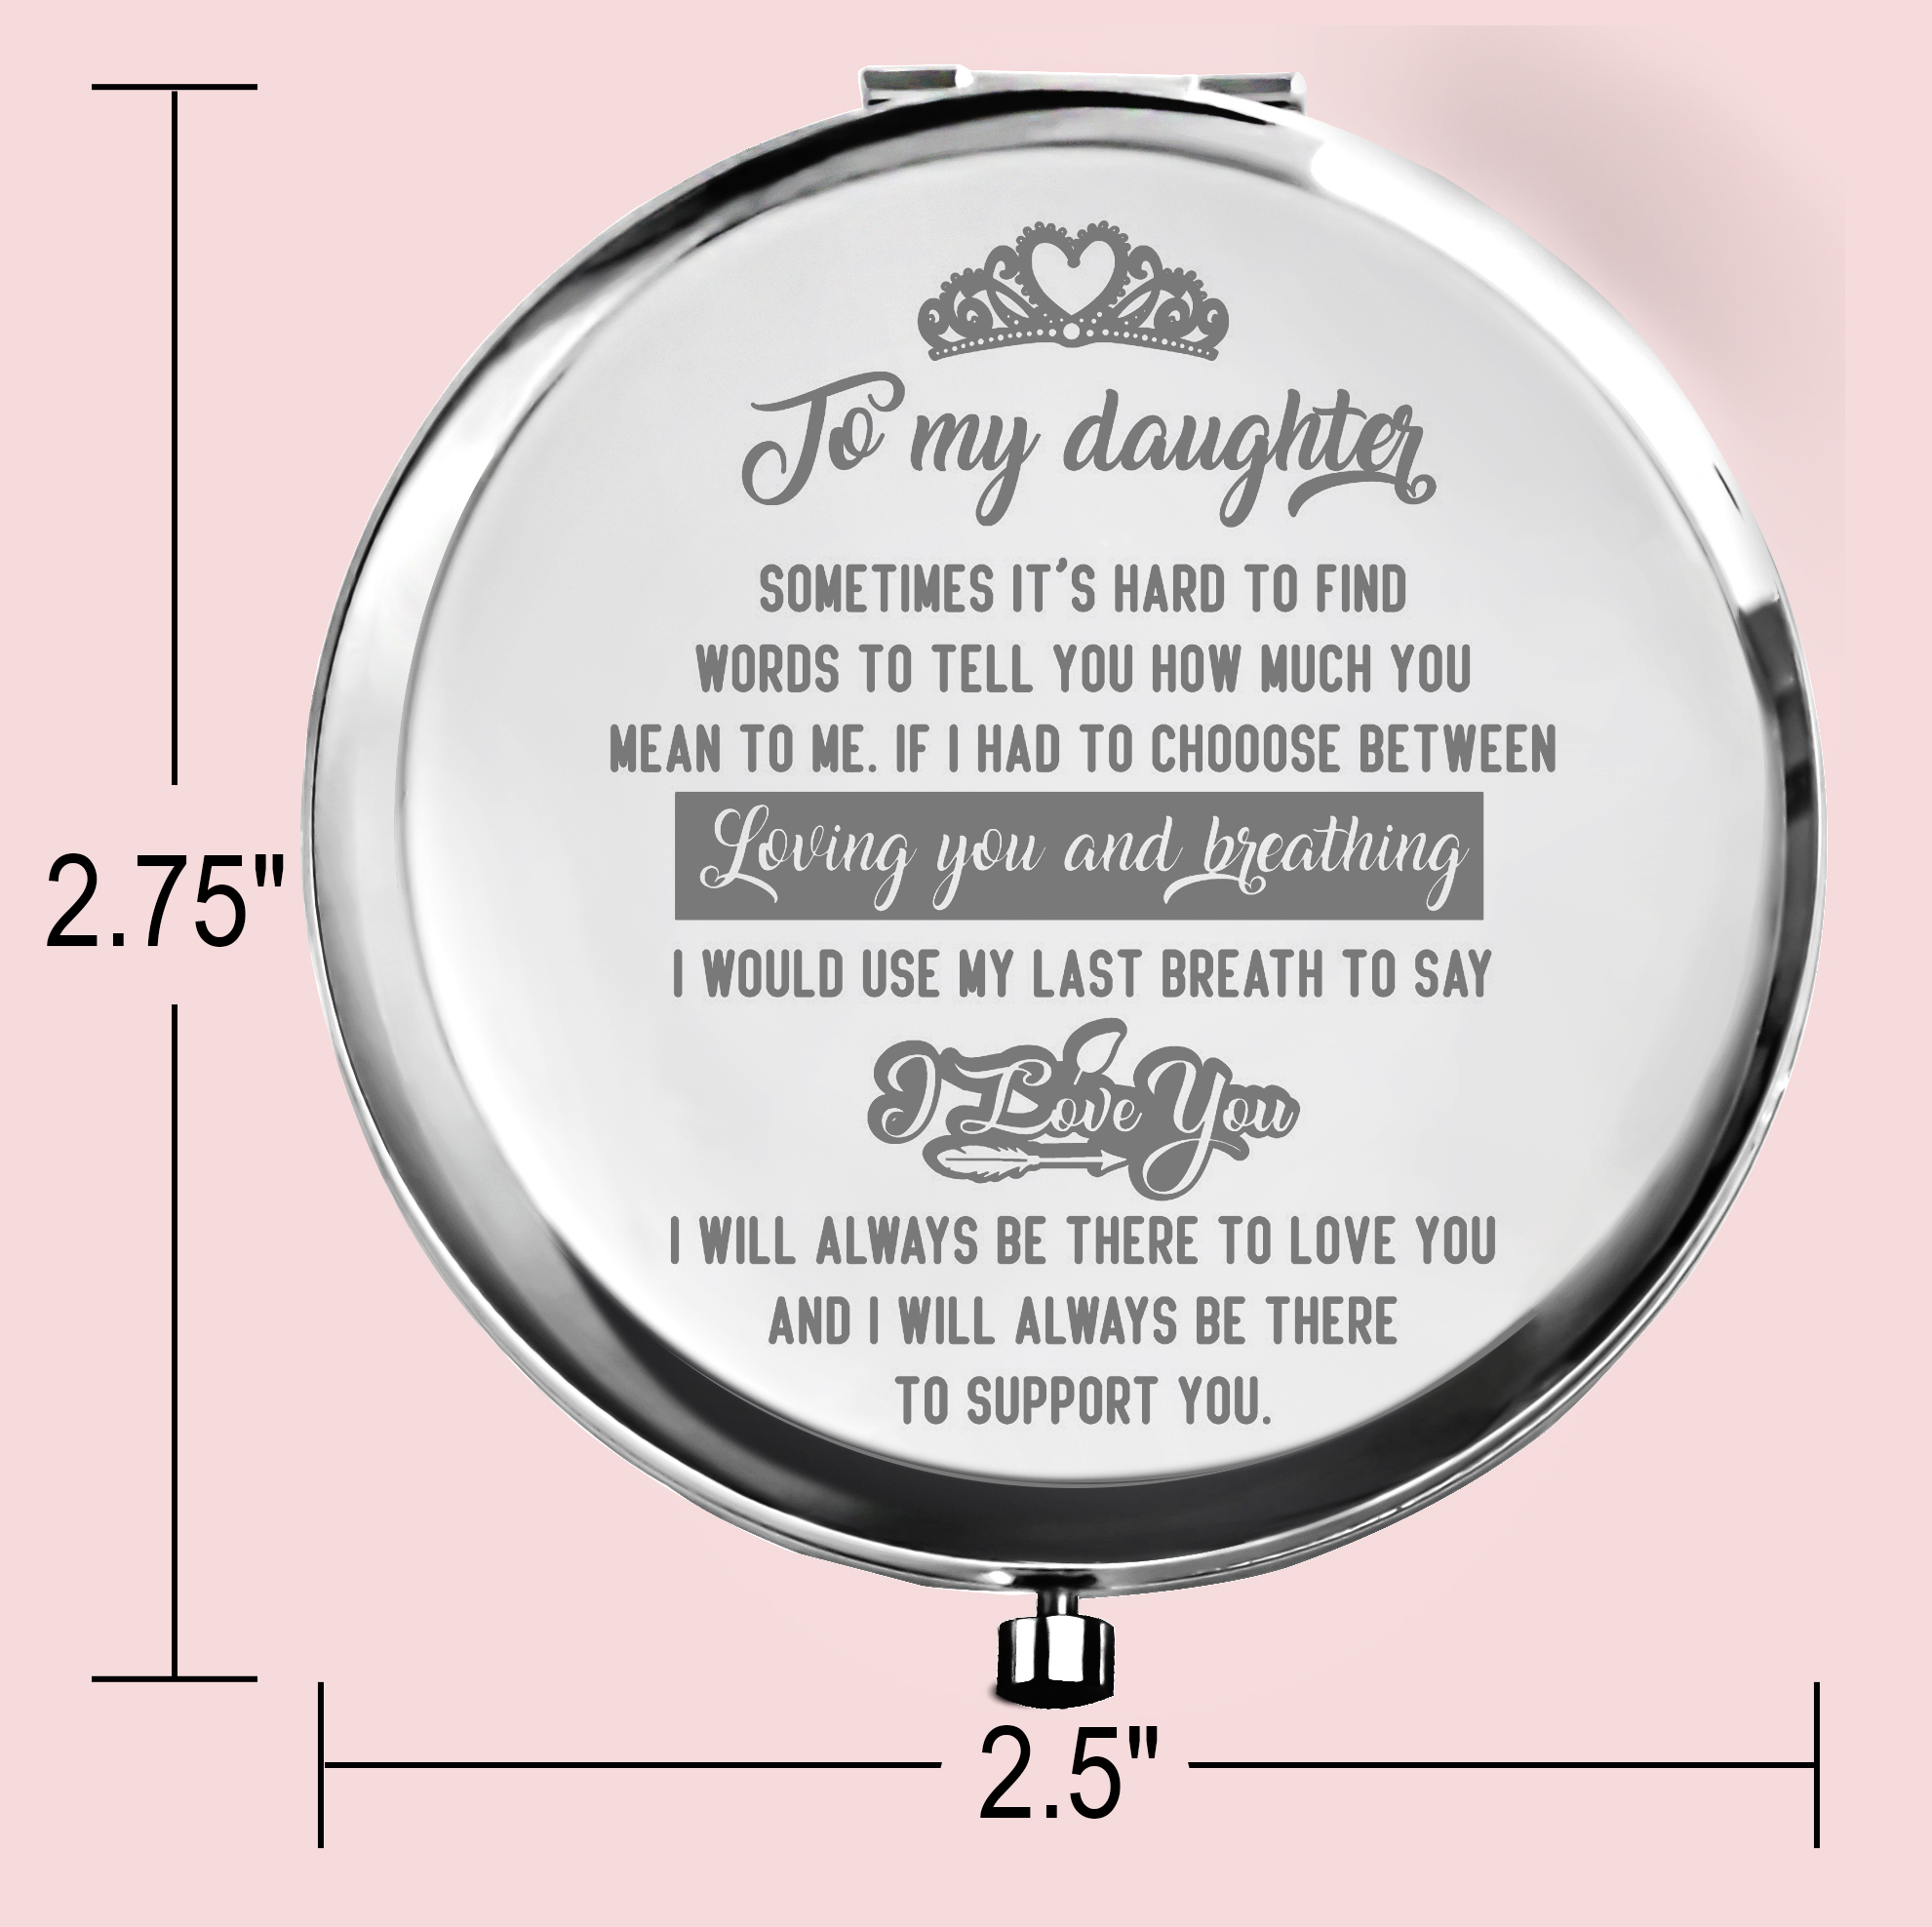 To my daughter
SOMETIMES IT'S HARD TO FIND
WORDS TO TELL YOU HOW MUCH YOU
MEAN TO ME. IF I HAD TO CHOOOSE BETWEEN
Loving you and breathing
I WOULD USE MY LAST BREATH TO SAY
I Love You
I WILL ALWAYS BE THERE TO LOVE YOU
AND I WILL ALWAYS BE THERE
TO SUPPORT YOU.
2.75"
2.5"